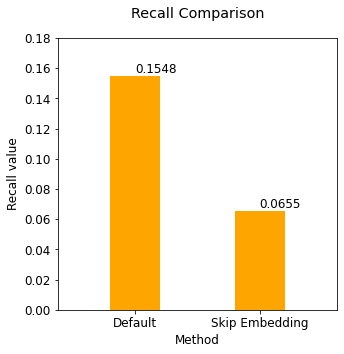 Recall Comparison
0.18
0.16
0.14
0.12
0.10
0.08
0.06
0.04
0.02
0.00
Recall value
0.1548
0.0655
Default
Skip Embedding
Method